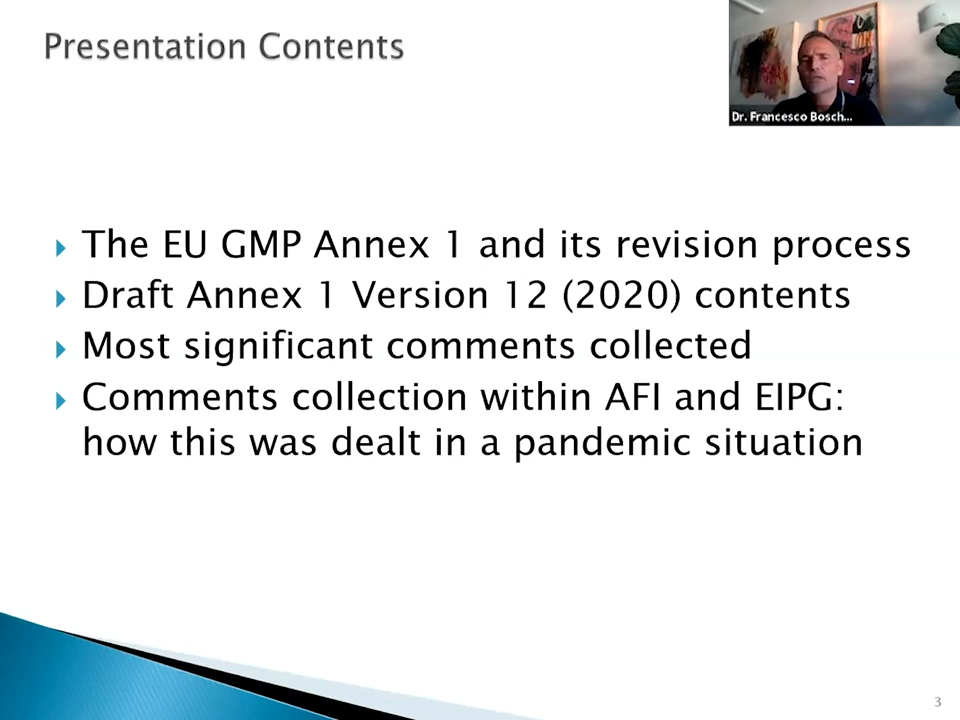 Presentation Contents
Dr. Francesco Bosch...
The EU GMP Annex 1 and its revision process
Draft Annex 1 Version 12 (2020) contents
Most significant comments collected
Comments collection within AFI and EIPG:
how this was dealt in a pandemic situation
3